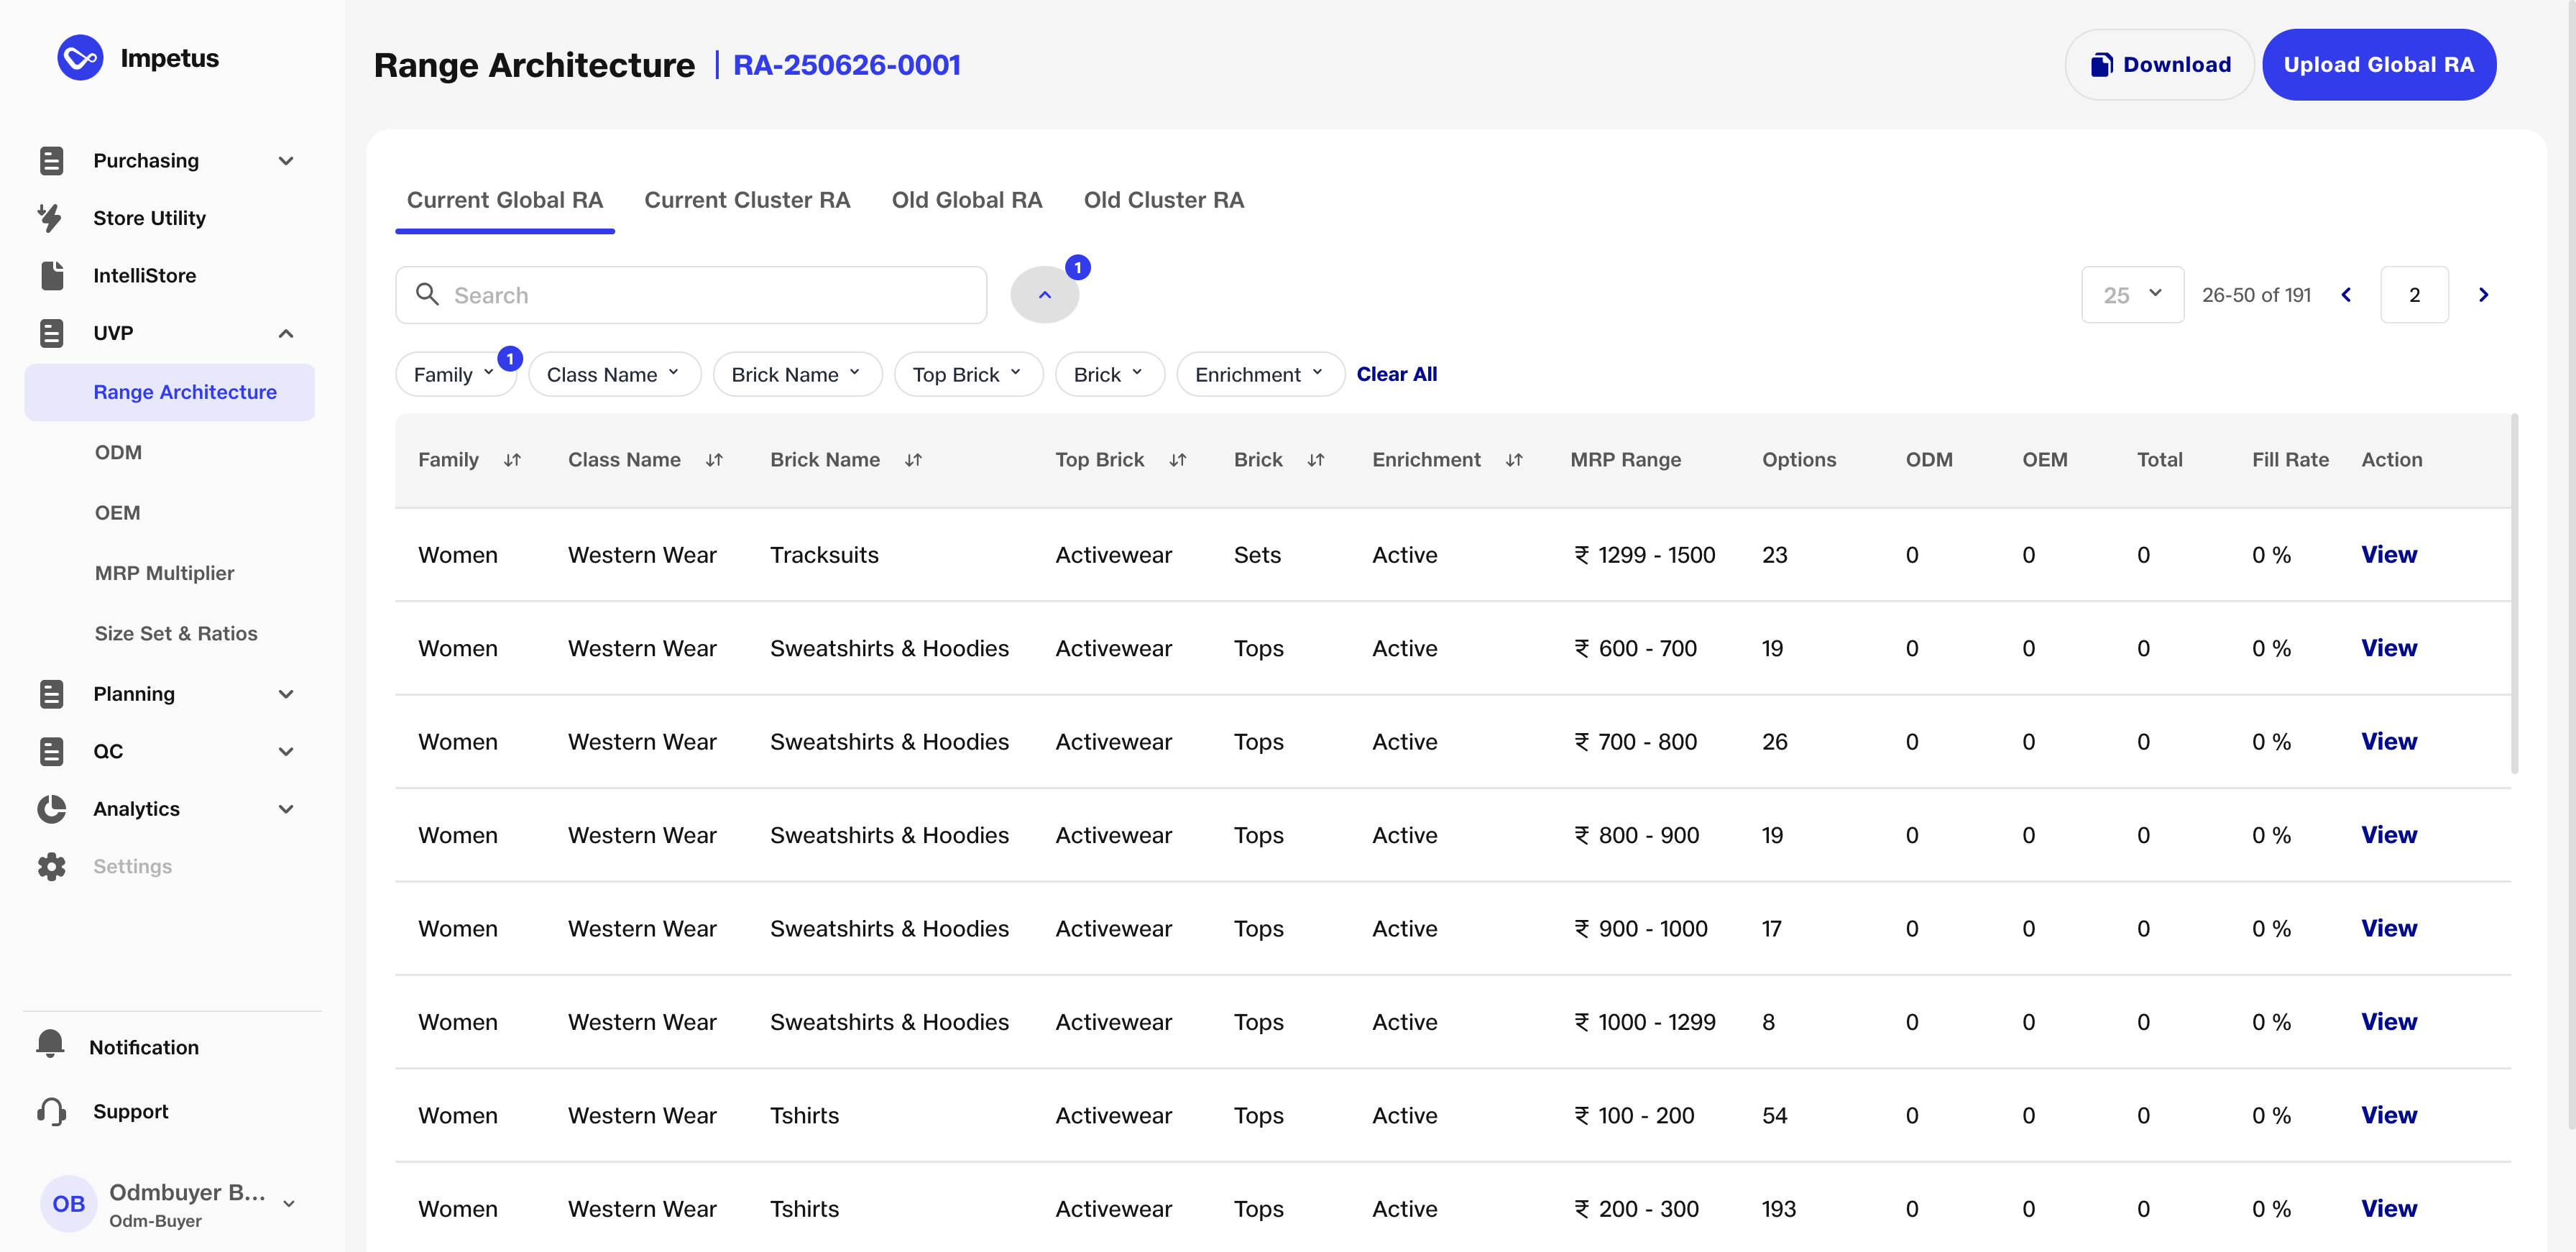 Impetus
Purchasing
Store Utility
IntelliStore
UVP
Range Architecture
ODM
OEM
MRP Multiplier
Size Set & Ratios
Planning
QC
Analytics
Settings
Notification
Support
OB
Odmbuyer B...
Odm-Buyer
Range Architecture | RA-250626-0001
Download
Upload Global RA
Current Global RA Current Cluster RA Old Global RA Old Cluster RA
Search
1
25
26-50 of 191
2
Family 1 Class Name Brick Name Top Brick Brick Enrichment Clear All
Family Class Name Brick Name Top Brick Brick Enrichment MRP Range Options ODM OEM Total Fill Rate Action
Women Western Wear Tracksuits Activewear Sets Active ₹ 1299 - 1500 23 0 0 0 0 % View
Women Western Wear Sweatshirts & Hoodies Activewear Tops Active ₹ 600 - 700 19 0 0 0 0 % View
Women Western Wear Sweatshirts & Hoodies Activewear Tops Active ₹ 700 - 800 26 0 0 0 0 % View
Women Western Wear Sweatshirts & Hoodies Activewear Tops Active ₹ 800 - 900 19 0 0 0 0 % View
Women Western Wear Sweatshirts & Hoodies Activewear Tops Active ₹ 900 - 1000 17 0 0 0 0 % View
Women Western Wear Sweatshirts & Hoodies Activewear Tops Active ₹ 1000 - 1299 8 0 0 0 0 % View
Women Western Wear Tshirts Activewear Tops Active ₹ 100 - 200 54 0 0 0 0 % View
Women Western Wear Tshirts Activewear Tops Active ₹ 200 - 300 193 0 0 0 0 % View